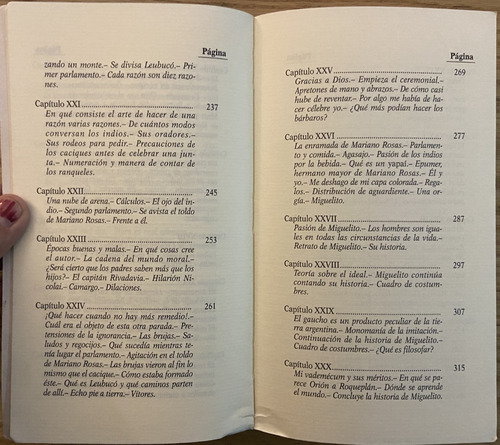 Página
zando un monte.– Se divisa Leubucó.– Pri-
mer parlamento.– Cada razón son diez razo-
nes.
Capítulo XXI ........................................ 237
En qué consiste el arte de hacer de una
razón varias razones.– De cuántos modos
conversan los indios.– Sus oradores.–
Sus rodeos para pedir.– Precauciones de
los caciques antes de celebrar una jun-
ta.– Numeración y manera de contar de
los ranqueles.
Capítulo XXII ........................................ 245
Una nube de arena.– Cálculos.– El ojo del in-
dio.– Segundo parlamento.– Se avista el toldo
de Mariano Rosas.– Frente a él.
Capítulo XXIII ........................................ 253
Épocas buenas y malas.– En qué cosas cree
el autor.– La cadena del mundo moral.–
¿Será cierto que los padres saben más que los
hijos?– El capitán Rivadavia.– Hilarión Ni-
colai.– Camargo.– Dilaciones.
Capítulo XXIV ........................................ 261
¡Qué hacer cuando no hay más remedio!–
Cuál era el objeto de esta otra parada.– Pre-
tensiones de la ignorancia.– Las brujas.– Sa-
ludos y regocijos.– Qué sucedía mientras te-
nía lugar el parlamento.– Agitación en el toldo
de Mariano Rosas.– Las brujas vieron al fin lo
mismo que el cacique.– Cómo estaba formado
éste.– Qué es Leubucó y qué caminos parten
de allí.– Echo pie a tierra.– Vítores.
Página
Capítulo XXV ........................................ 269
Gracias a Dios.– Empieza el ceremonial.–
Apretones de mano y abrazos.– De cómo casi
hube de reventar.– Por algo me había de ha-
cer célebre yo.– ¿Qué más podían hacer los
bárbaros?
Capítulo XXVI ........................................ 277
La enramada de Mariano Rosas.– Parlamen-
to y comida.– Agasajo.– Pasión de los indios
por la bebida.– Qué es un yapaí.– Epumer,
hermano mayor de Mariano Rosas.– Él y
yo.– Me deshago de mi capa colorada.– Rega-
los.– Distribución de aguardiente.– Una or-
gía.– Miguelito.
Capítulo XXVII ........................................ 287
Pasión de Miguelito.– Los hombres son igua-
les en todas las circunstancias de la vida.–
Retrato de Miguelito.– Su historia.
Capítulo XXVIII ........................................ 297
Teoría sobre el ideal.– Miguelito continúa
contando su historia.– Cuadro de costum-
bres.
Capítulo XXIX ........................................ 307
El gaucho es un producto peculiar de la tie-
rra argentina.– Monomanía de la imitación.–
Continuación de la historia de Miguelito.–
Cuadro de costumbres.– ¿Qué es filosofar?
Capítulo XXX ........................................ 315
Mi vademécum y sus méritos.– En qué se pa-
rece Orión a Roqueplán.– Dónde se aprende
el mundo.– Concluye la historia de Miguelito.